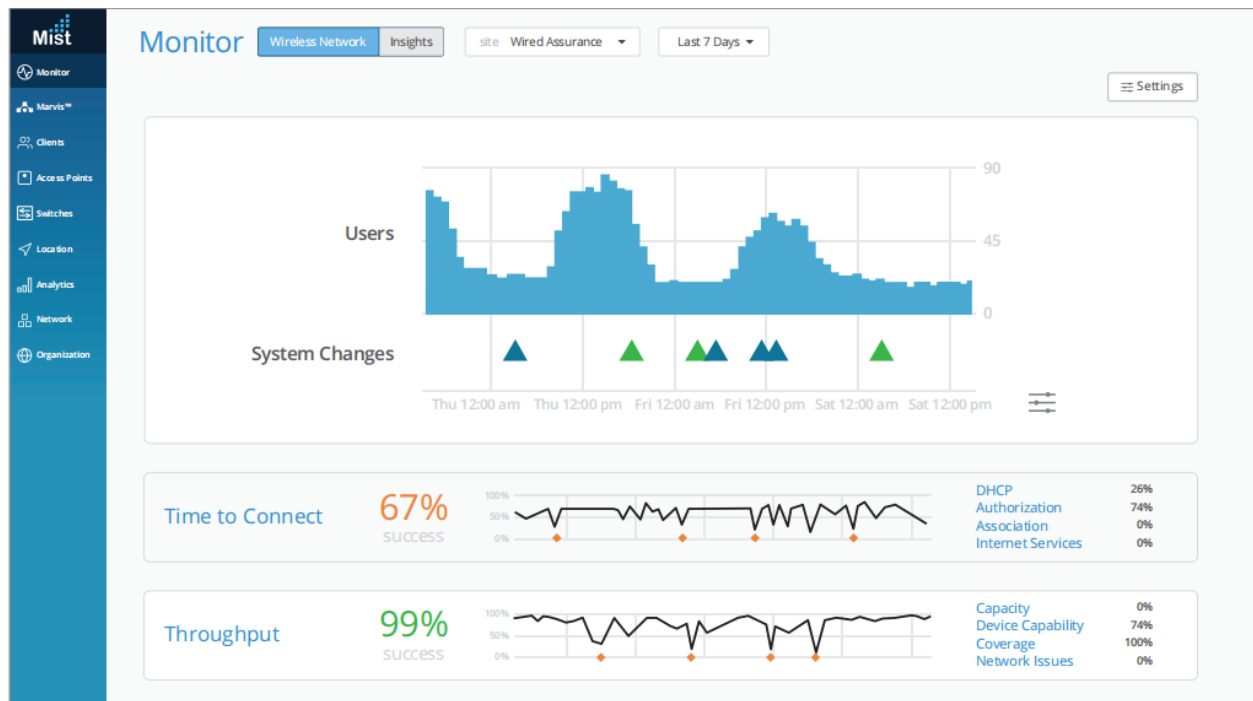 Mist
Monitor
Marvis™
Clients
Access Points
Switches
Location
Analytics
Network
Organization
Monitor Wireless Network Insights site Wired Assurance Last 7 Days
Settings
90
Users
45
0
System Changes
Thu 12:00 am Thu 12:00 pm Fri 12:00 am Fri 12:00 pm Sat 12:00 am Sat 12:00 pm
Time to Connect
67%
success
100%
50%
0%
DHCP 26%
Authorization 74%
Association 0%
Internet Services 0%
Throughput
99%
success
100%
50%
0%
Capacity 0%
Device Capability 74%
Coverage 100%
Network Issues 0%